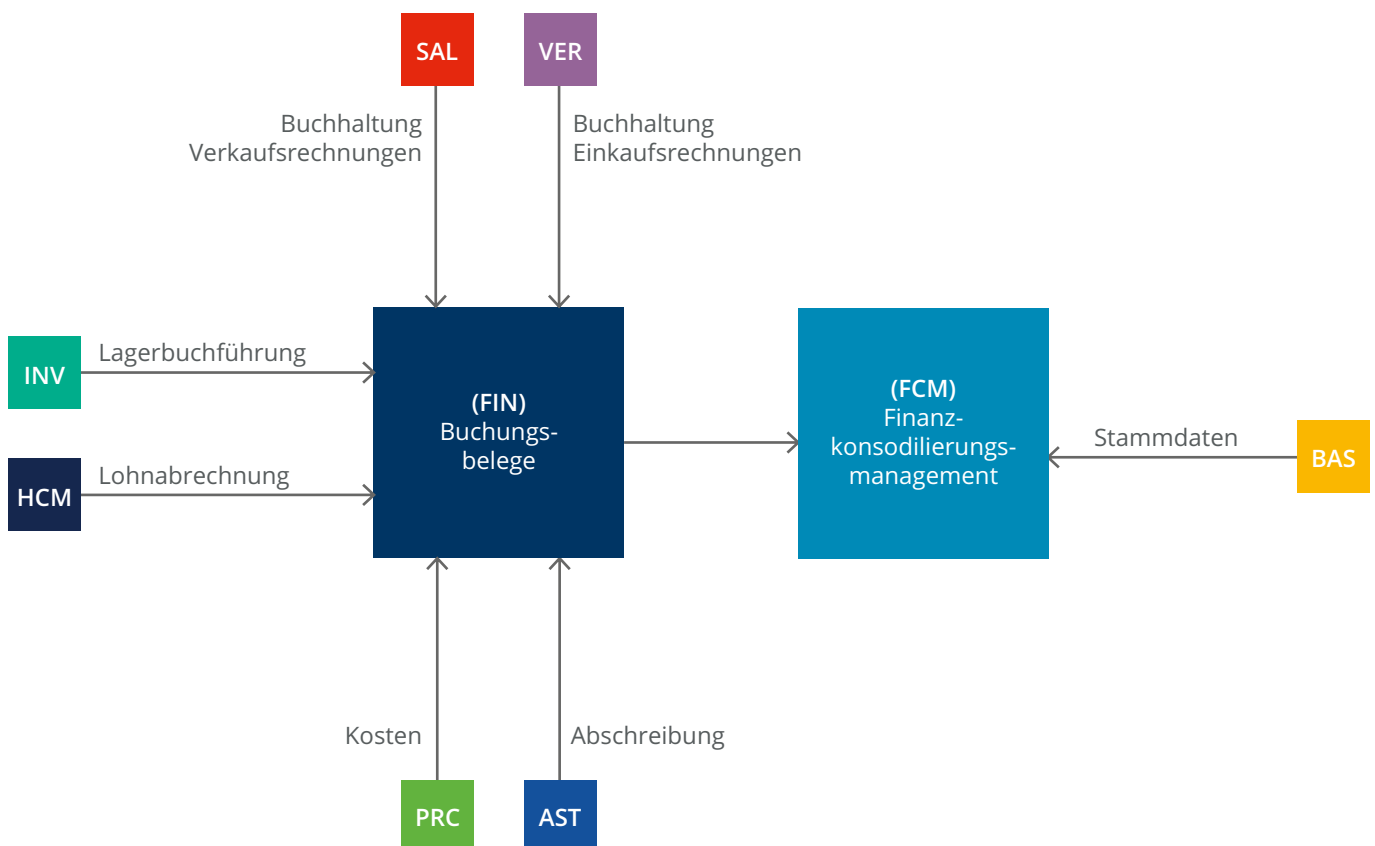 SAL
VER
Buchhaltung
Verkaufsrechnungen
Buchhaltung
Einkaufsrechnungen
INV
Lagerbuchführung
HCM
Lohnabrechnung
(FIN)
Buchungs-
belege
(FCM)
Finanz-
konsodilierungs-
management
Stammdaten
BAS
Kosten
Abschreibung
PRC
AST